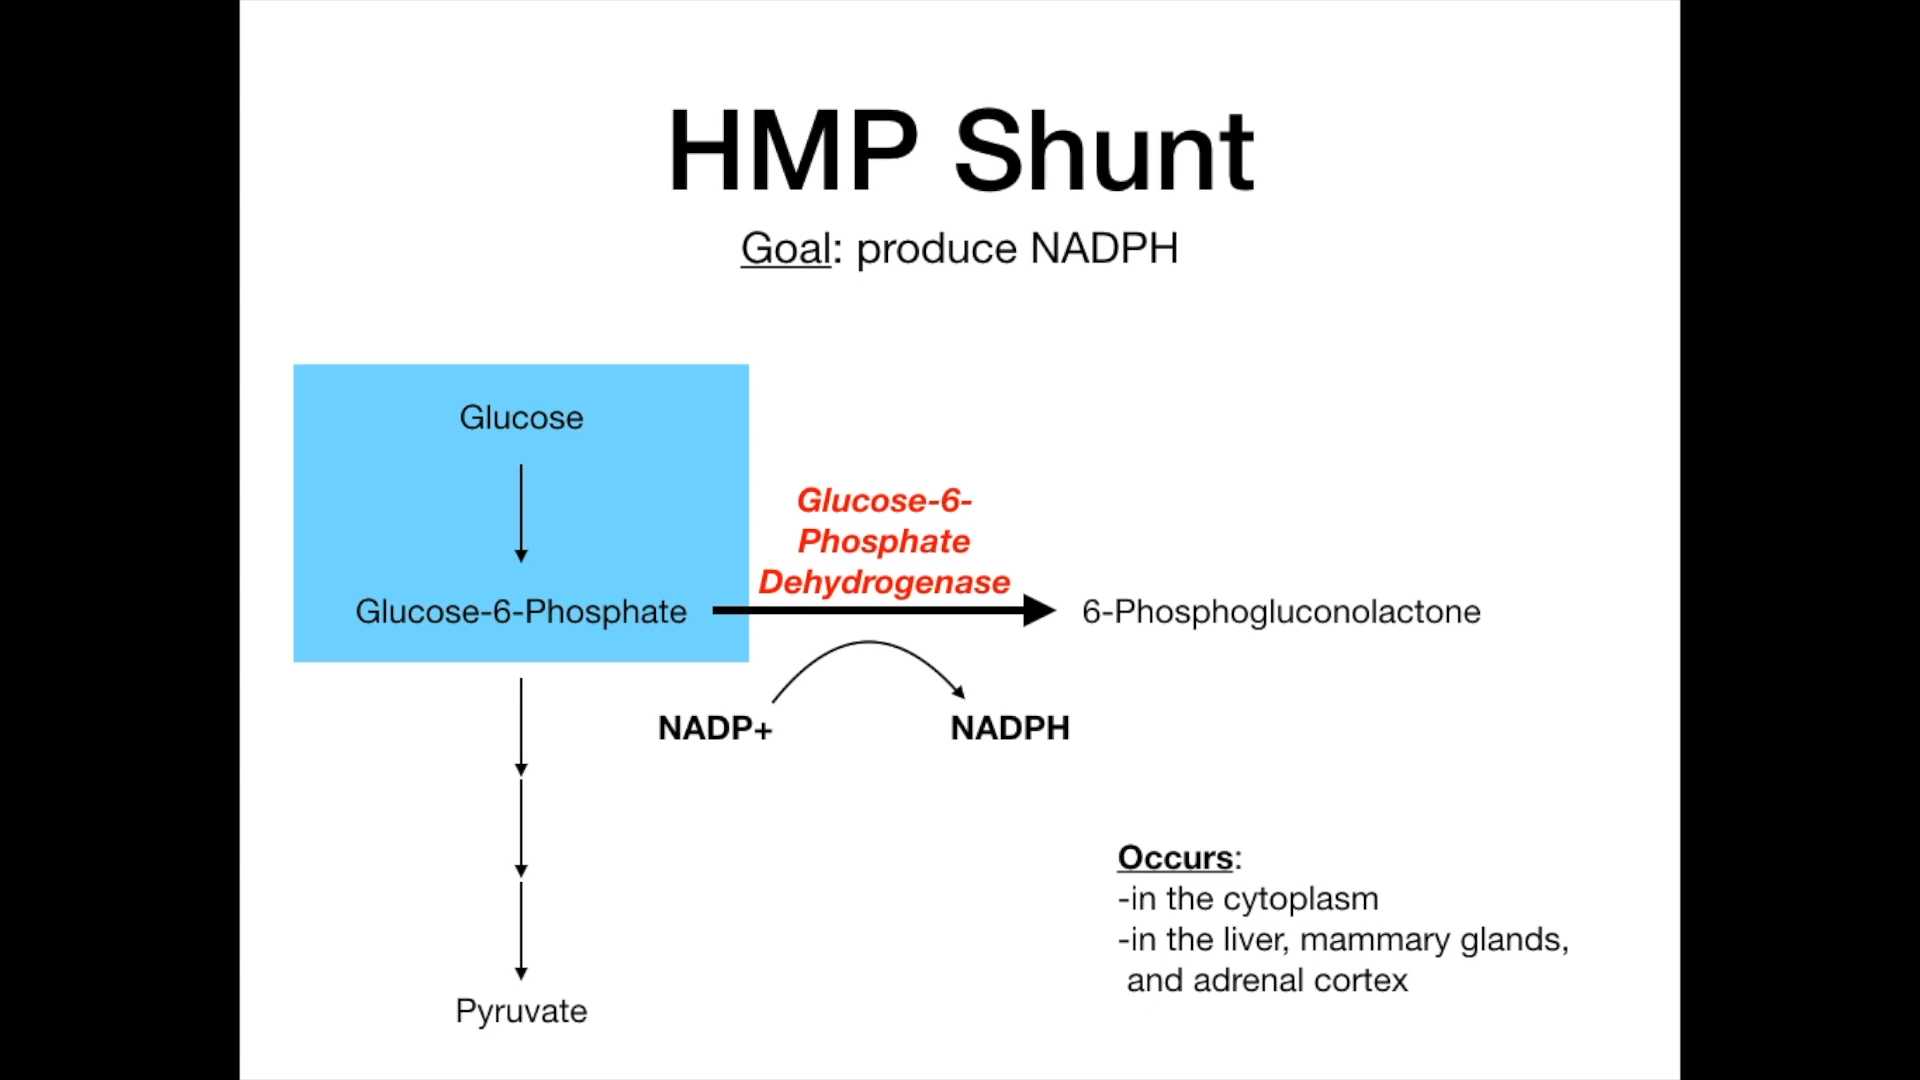 HMP Shunt
Goal: produce NADPH
Glucose
Glucose-6-
Phosphate
Dehydrogenase
Glucose-6-Phosphate
6-Phosphogluconolactone
NADP+
NADPH
Occurs:
-in the cytoplasm
-in the liver, mammary glands,
and adrenal cortex
Pyruvate